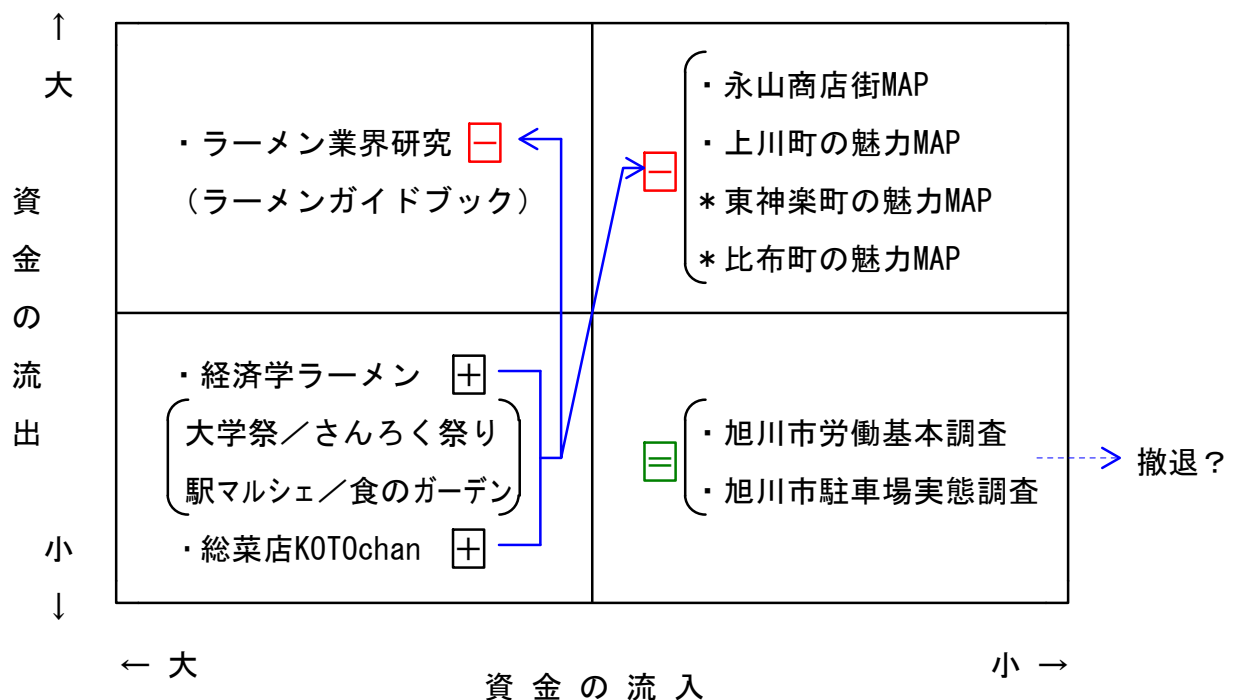 ↑
大
資金の流出
小
↓
・ラーメン業界研究 －
（ラーメンガイドブック）
－
・永山商店街MAP
・上川町の魅力MAP
＊東神楽町の魅力MAP
＊比布町の魅力MAP
・経済学ラーメン ＋
大学祭／さんろく祭り
駅マルシェ／食のガーデン
・総菜店KOTOchan ＋
＝
・旭川市労働基本調査
・旭川市駐車場実態調査
撤退？
← 大
資金の流入
小 →